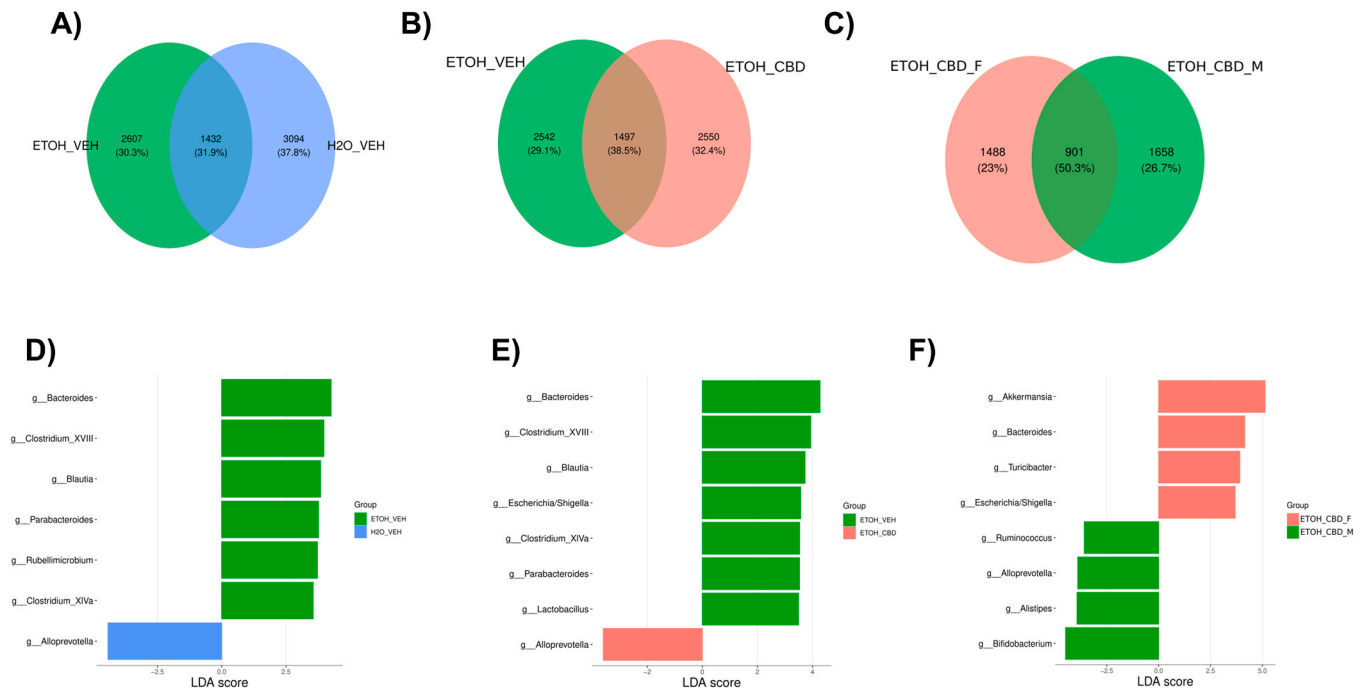 A)
ETOH_VEH
2607
(30.3%)
1432
(31.9%)
3094
(37.8%)
H2O_VEH
B)
ETOH_VEH
ETOH_CBD
2542
(29.1%)
1497
(38.5%)
2550
(32.4%)
C)
ETOH_CBD_F
ETOH_CBD_M
1488
(23%)
901
(50.3%)
1658
(26.7%)
D)
g__Bacteroides
g__Clostridium_XVIII
g__Blautia
g__Parabacteroides
g__Rubellimicrobium
g__Clostridium_XIVa
g__Alloprevotella
-2.5 0.0 2.5
LDA score
Group
ETOH_VEH
H2O_VEH
E)
g__Bacteroides
g__Clostridium_XVIII
g__Blautia
g__Escherichia/Shigella
g__Clostridium_XIVa
g__Parabacteroides
g__Lactobacillus
g__Alloprevotella
-2 0 2 4
LDA score
Group
ETOH_VEH
ETOH_CBD
F)
g__Akkermansia
g__Bacteroides
g__Turicibacter
g__Escherichia/Shigella
g__Ruminococcus
g__Alloprevotella
g__Alistipes
g__Bifidobacterium
-2.5 0.0 2.5 5.0
LDA score
Group
ETOH_CBD_F
ETOH_CBD_M